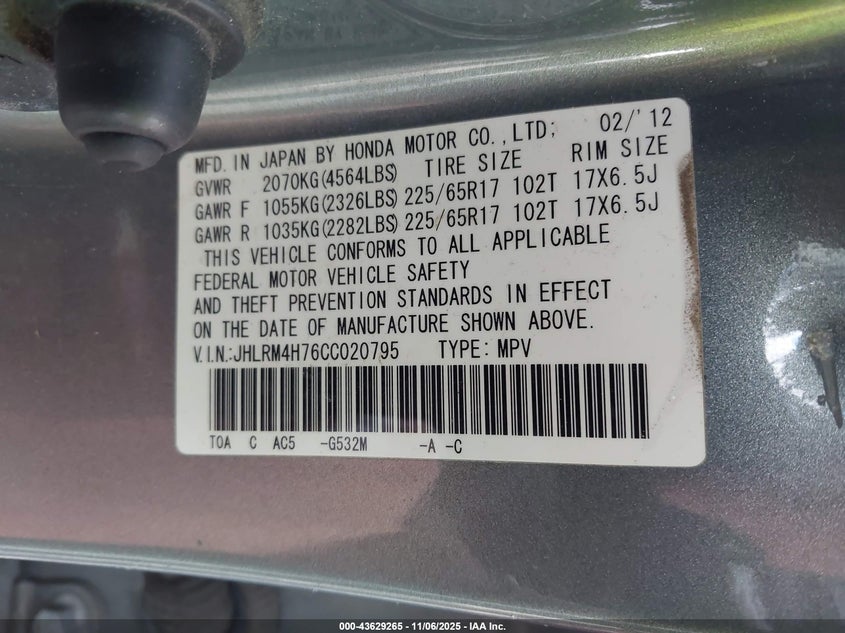 MFD. IN JAPAN BY HONDA MOTOR CO., LTD; 02/'12
GVWR 2070KG(4564LBS) TIRE SIZE RIM SIZE
GAWR F 1055KG(2326LBS) 225/65R17 102T 17X6.5J
GAWR R 1035KG(2282LBS) 225/65R17 102T 17X6.5J
THIS VEHICLE CONFORMS TO ALL APPLICABLE
FEDERAL MOTOR VEHICLE SAFETY
AND THEFT PREVENTION STANDARDS IN EFFECT
ON THE DATE OF MANUFACTURE SHOWN ABOVE.
V.I.N.:JHLRM4H76CC020795 TYPE: MPV
TOA C AC5 -G532M -A -C
000-43629265 - 11/06/2025 - IAA Inc.